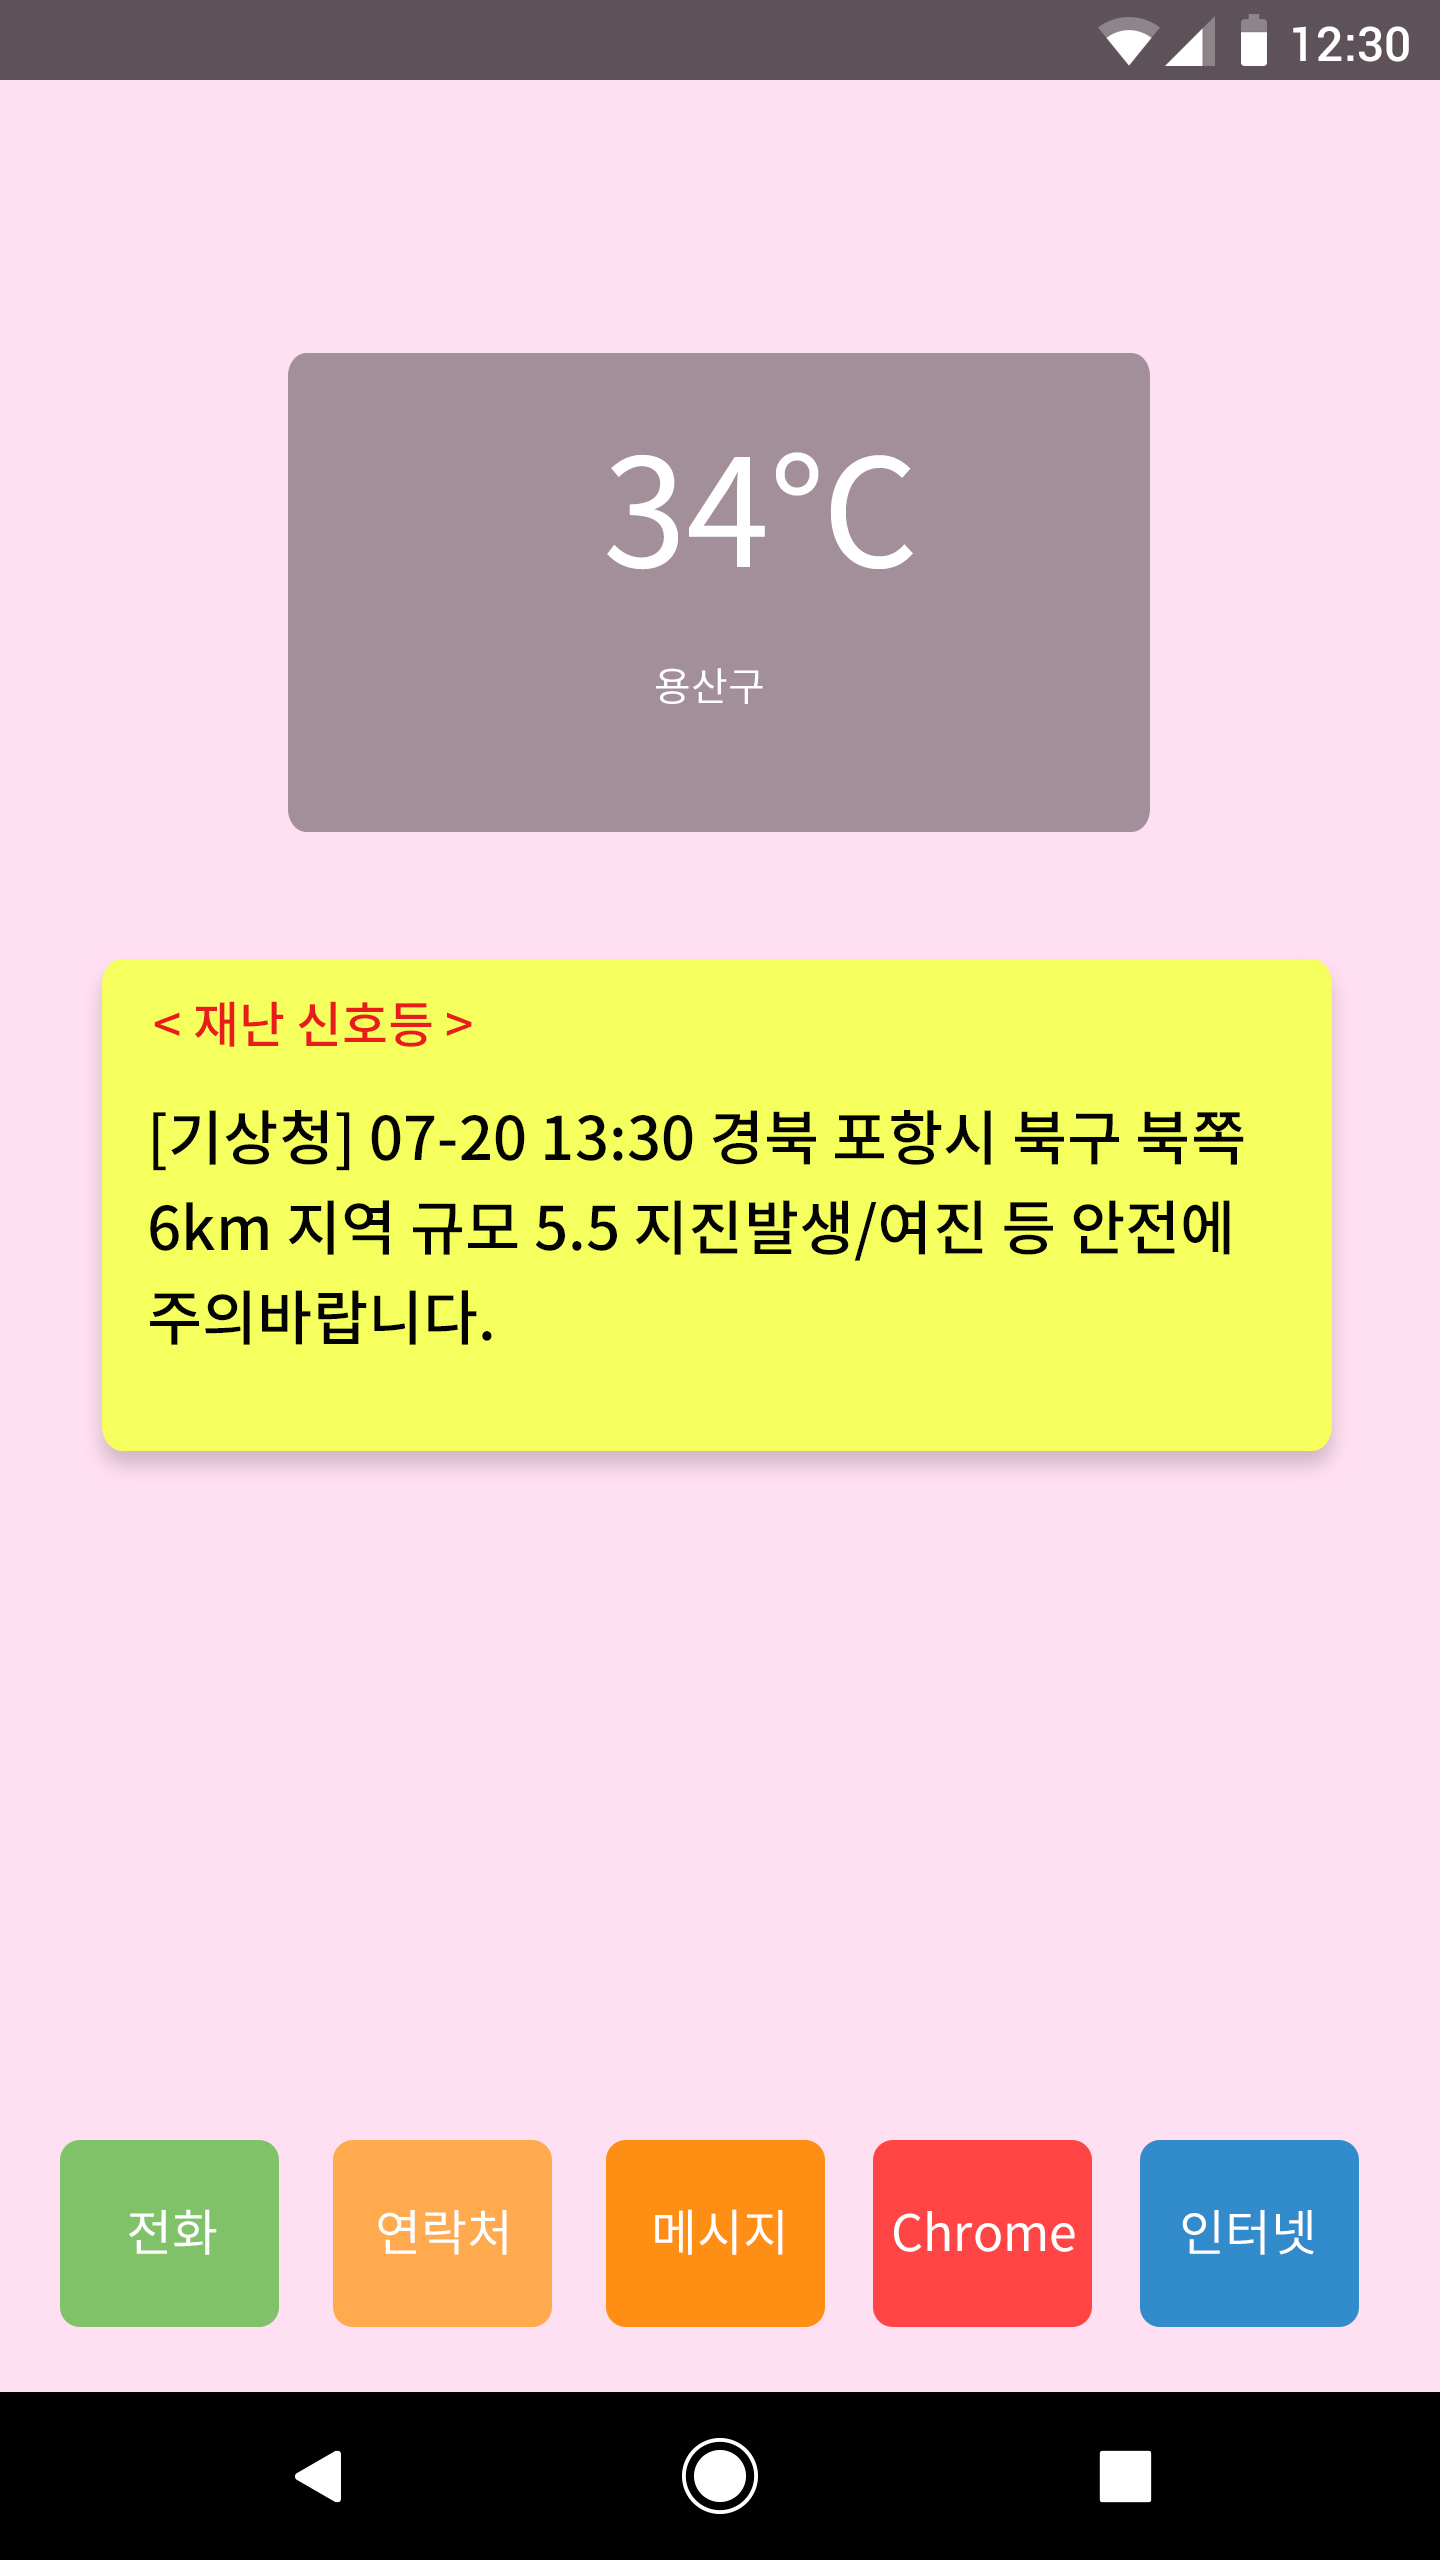 12:30
34°C
용산구
< 재난 신호등 >
[기상청] 07-20 13:30 경북 포항시 북구 북쪽
6km 지역 규모 5.5 지진발생/여진 등 안전에
주의바랍니다.
전화 연락처 메시지 Chrome 인터넷